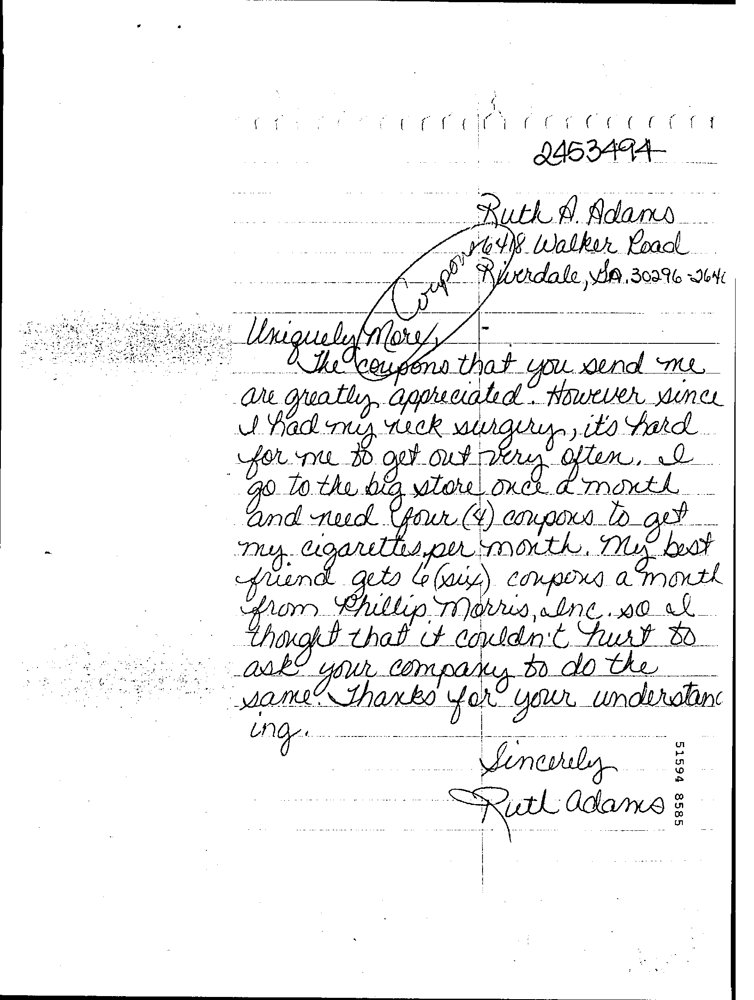 2453494
Ruth A. Adams
6418 Walker Road
Riverdale, GA. 30296-264
Coupons
Uniquely More,
The coupons that you send me
are greatly appreciated. However since
I had my neck surgery, it's hard
for me to get out very often. I
go to the big store once a month
and need four (4) coupons to get
my cigarettes per month. My best
friend gets 6 (six) coupons a month
from Phillip Morris, Inc. so I
thought that it couldn't hurt to
ask your company to do the
same. Thanks for your understand
ing.
Sincerely
Ruth Adams
51594 8585